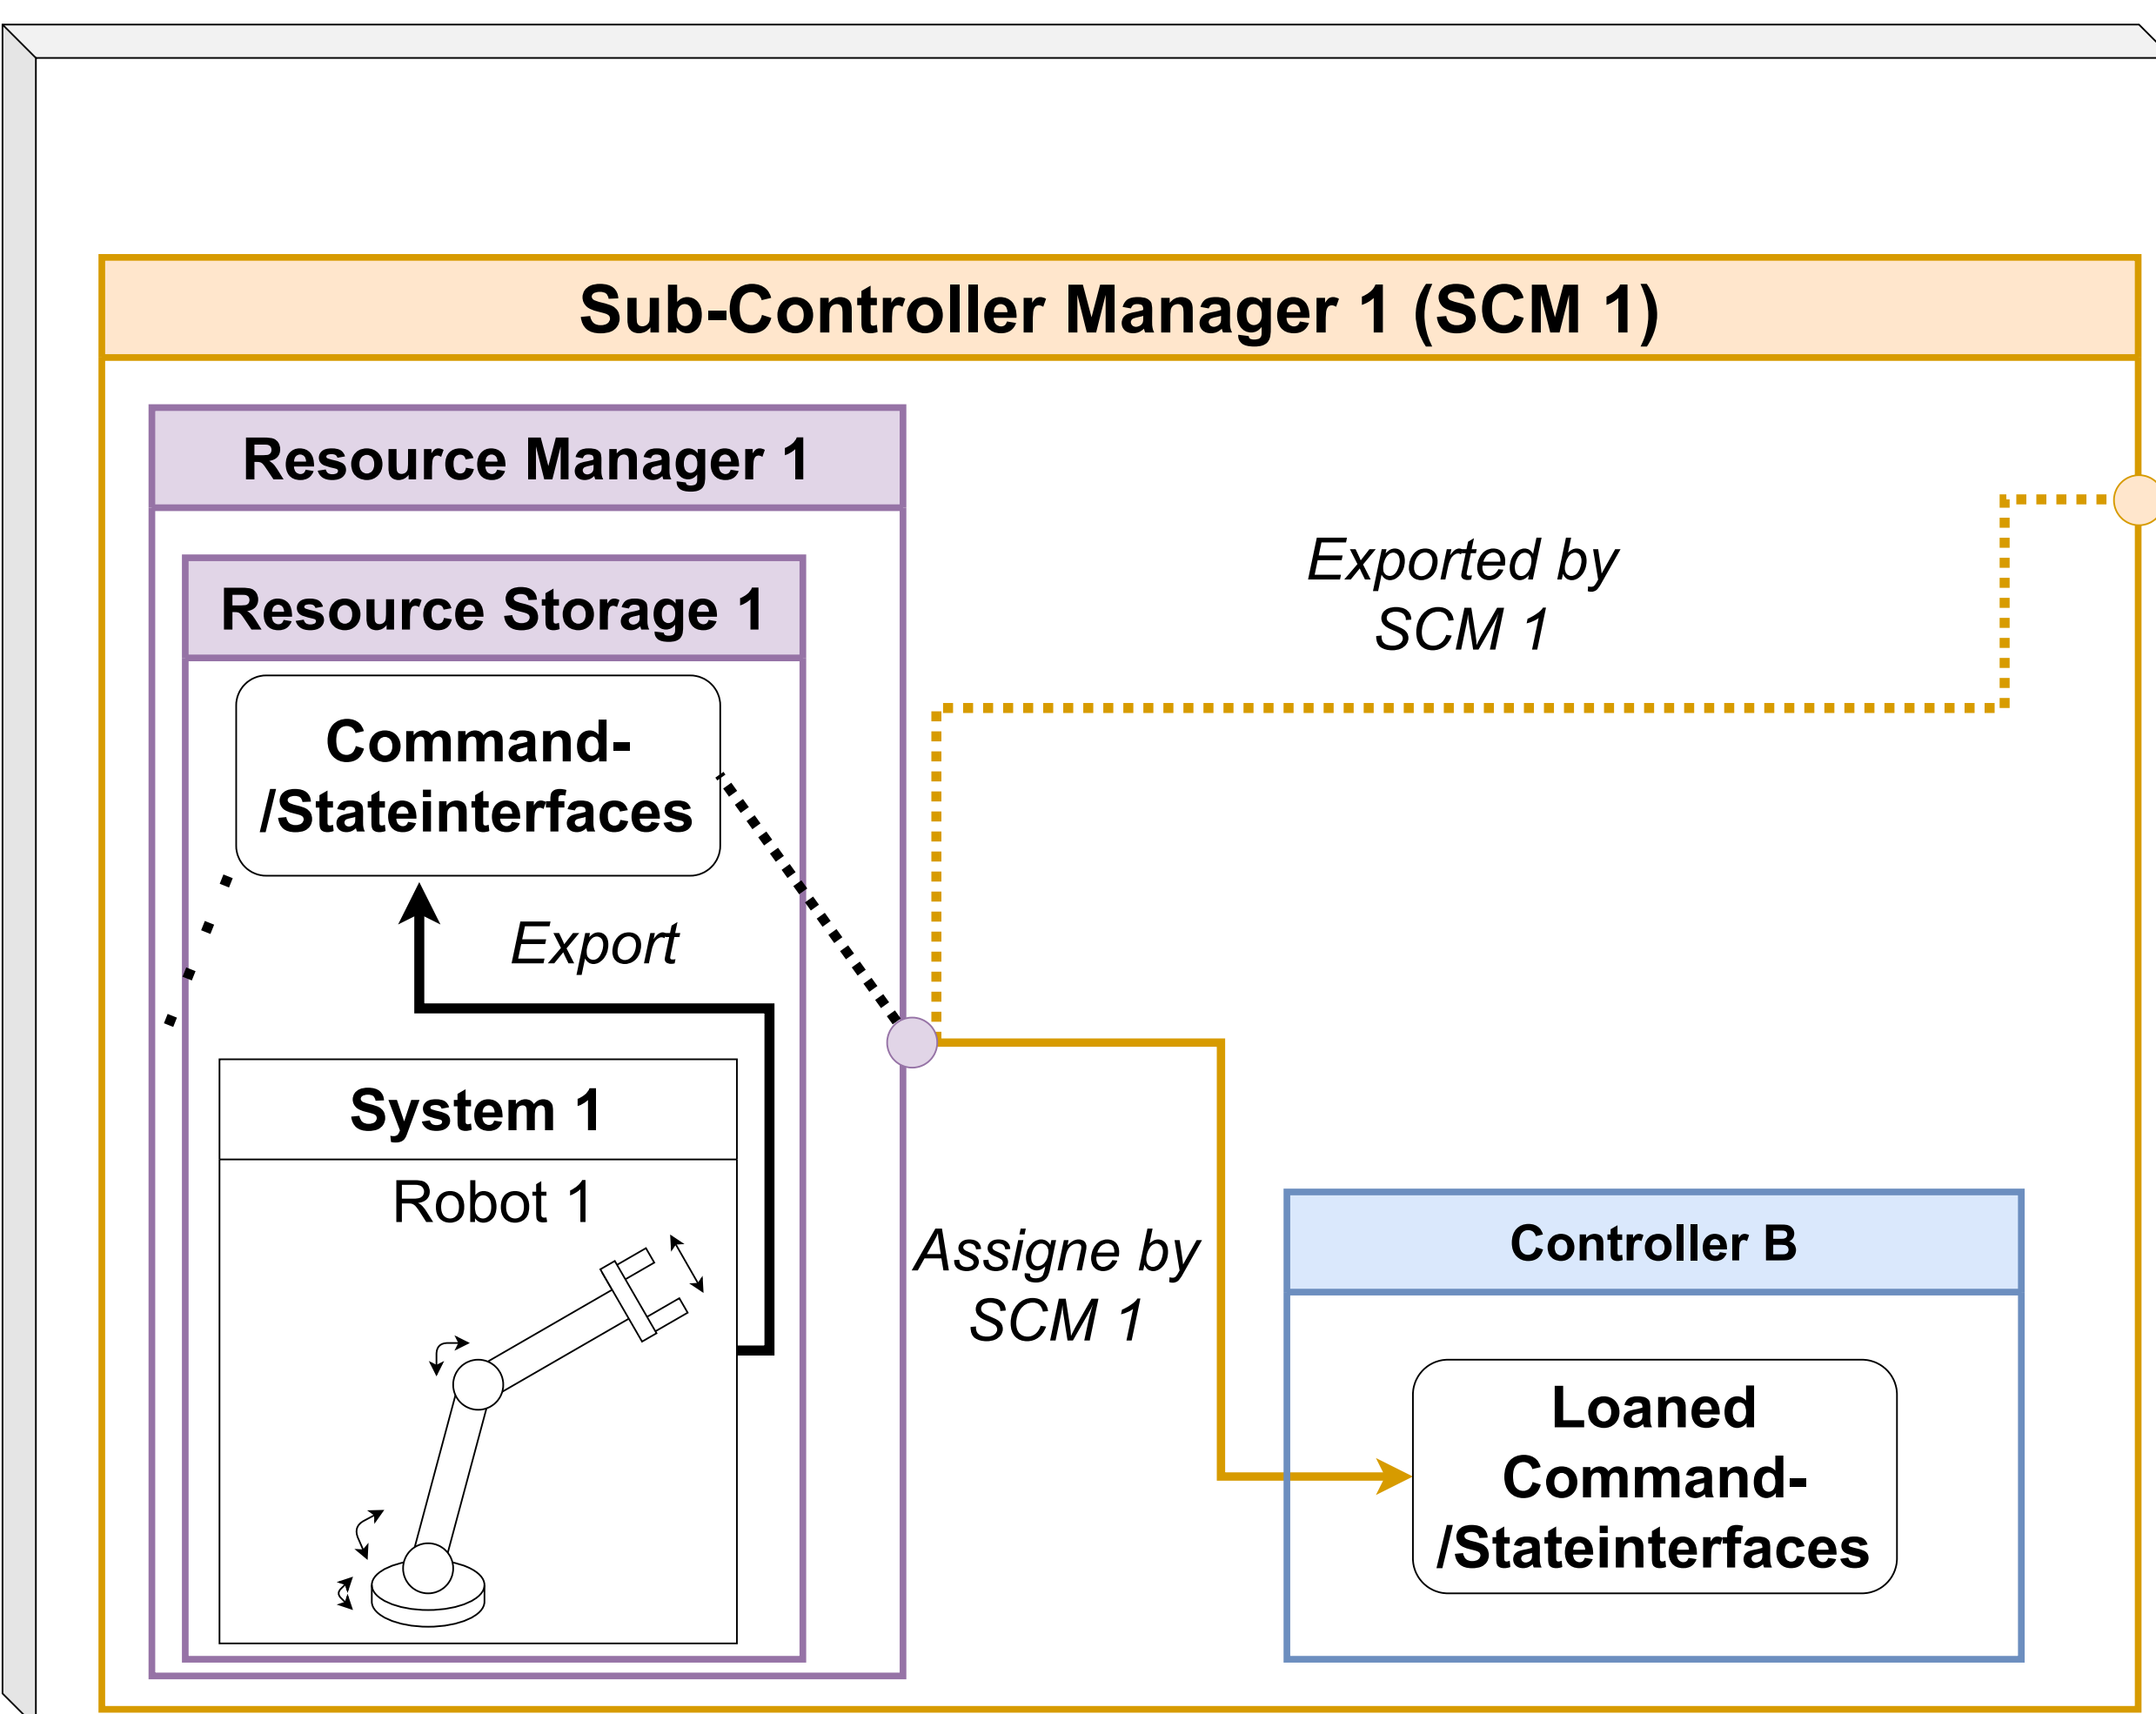 Sub-Controller Manager 1 (SCM 1)
Resource Manager 1
Resource Storage 1
Command-
/Stateinterfaces
Export
System 1
Robot 1
Exported by
SCM 1
Assigne by
SCM 1
Controller B
Loaned
Command-
/Stateinterfaces